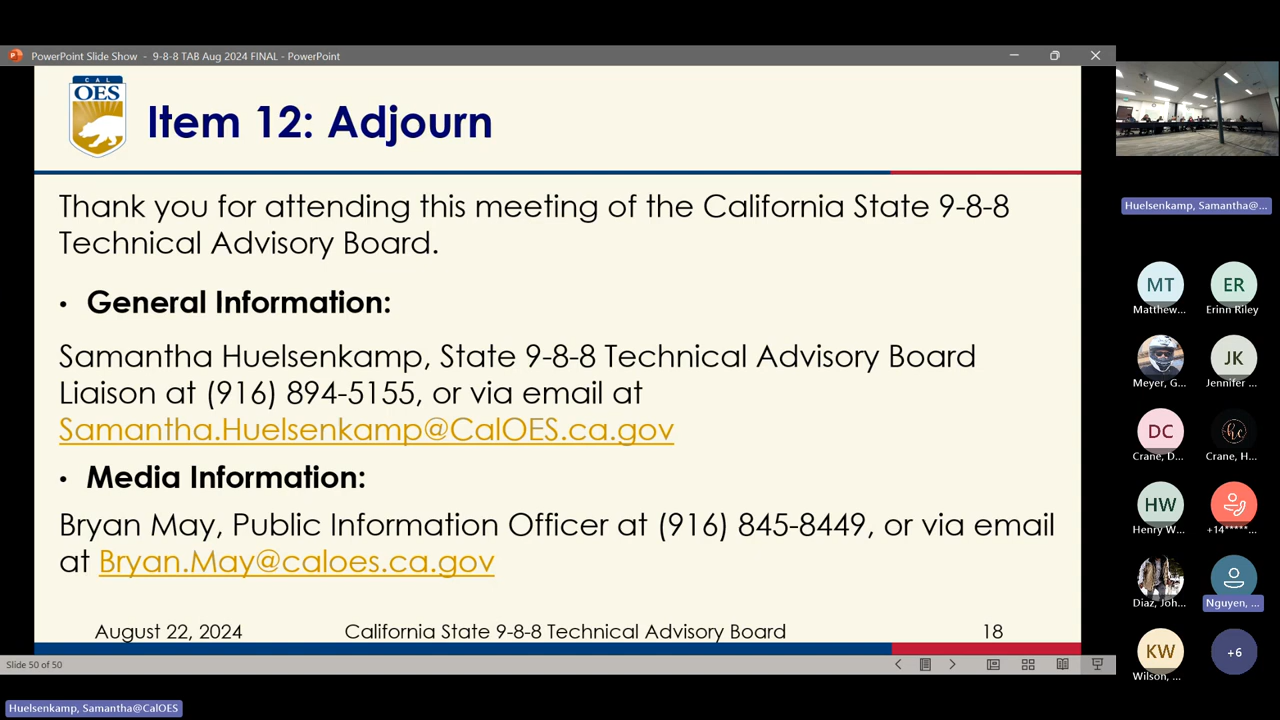 PowerPoint Slide Show - 9-8-8 TAB Aug 2024 FINAL - PowerPoint
CAL
OES
Item 12: Adjourn
Thank you for attending this meeting of the California State 9-8-8
Technical Advisory Board.
• General Information:
Samantha Huelsenkamp, State 9-8-8 Technical Advisory Board
Liaison at (916) 894-5155, or via email at
Samantha.Huelsenkamp@CalOES.ca.gov
• Media Information:
Bryan May, Public Information Officer at (916) 845-8449, or via email
at Bryan.May@caloes.ca.gov
August 22, 2024 California State 9-8-8 Technical Advisory Board 18
Slide 50 of 50
Huelsenkamp, Samantha@CalOES
Huelsenkamp, Samantha@...
MT
Matthew...
ER
Erinn Riley
Meyer, G...
JK
Jennifer ...
DC
Crane, D...
hc
Crane, H...
HW
Henry W...
+14*****...
Diaz, Joh...
Nguyen, ...
KW
Wilson, ...
+6